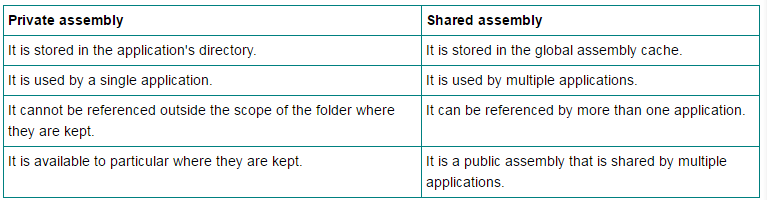 Private assembly
Shared assembly
It is stored in the application's directory.
It is stored in the global assembly cache.
It is used by a single application.
It is used by multiple applications.
It cannot be referenced outside the scope of the folder where
they are kept.
It can be referenced by more than one application.
It is available to particular where they are kept.
It is a public assembly that is shared by multiple
applications.